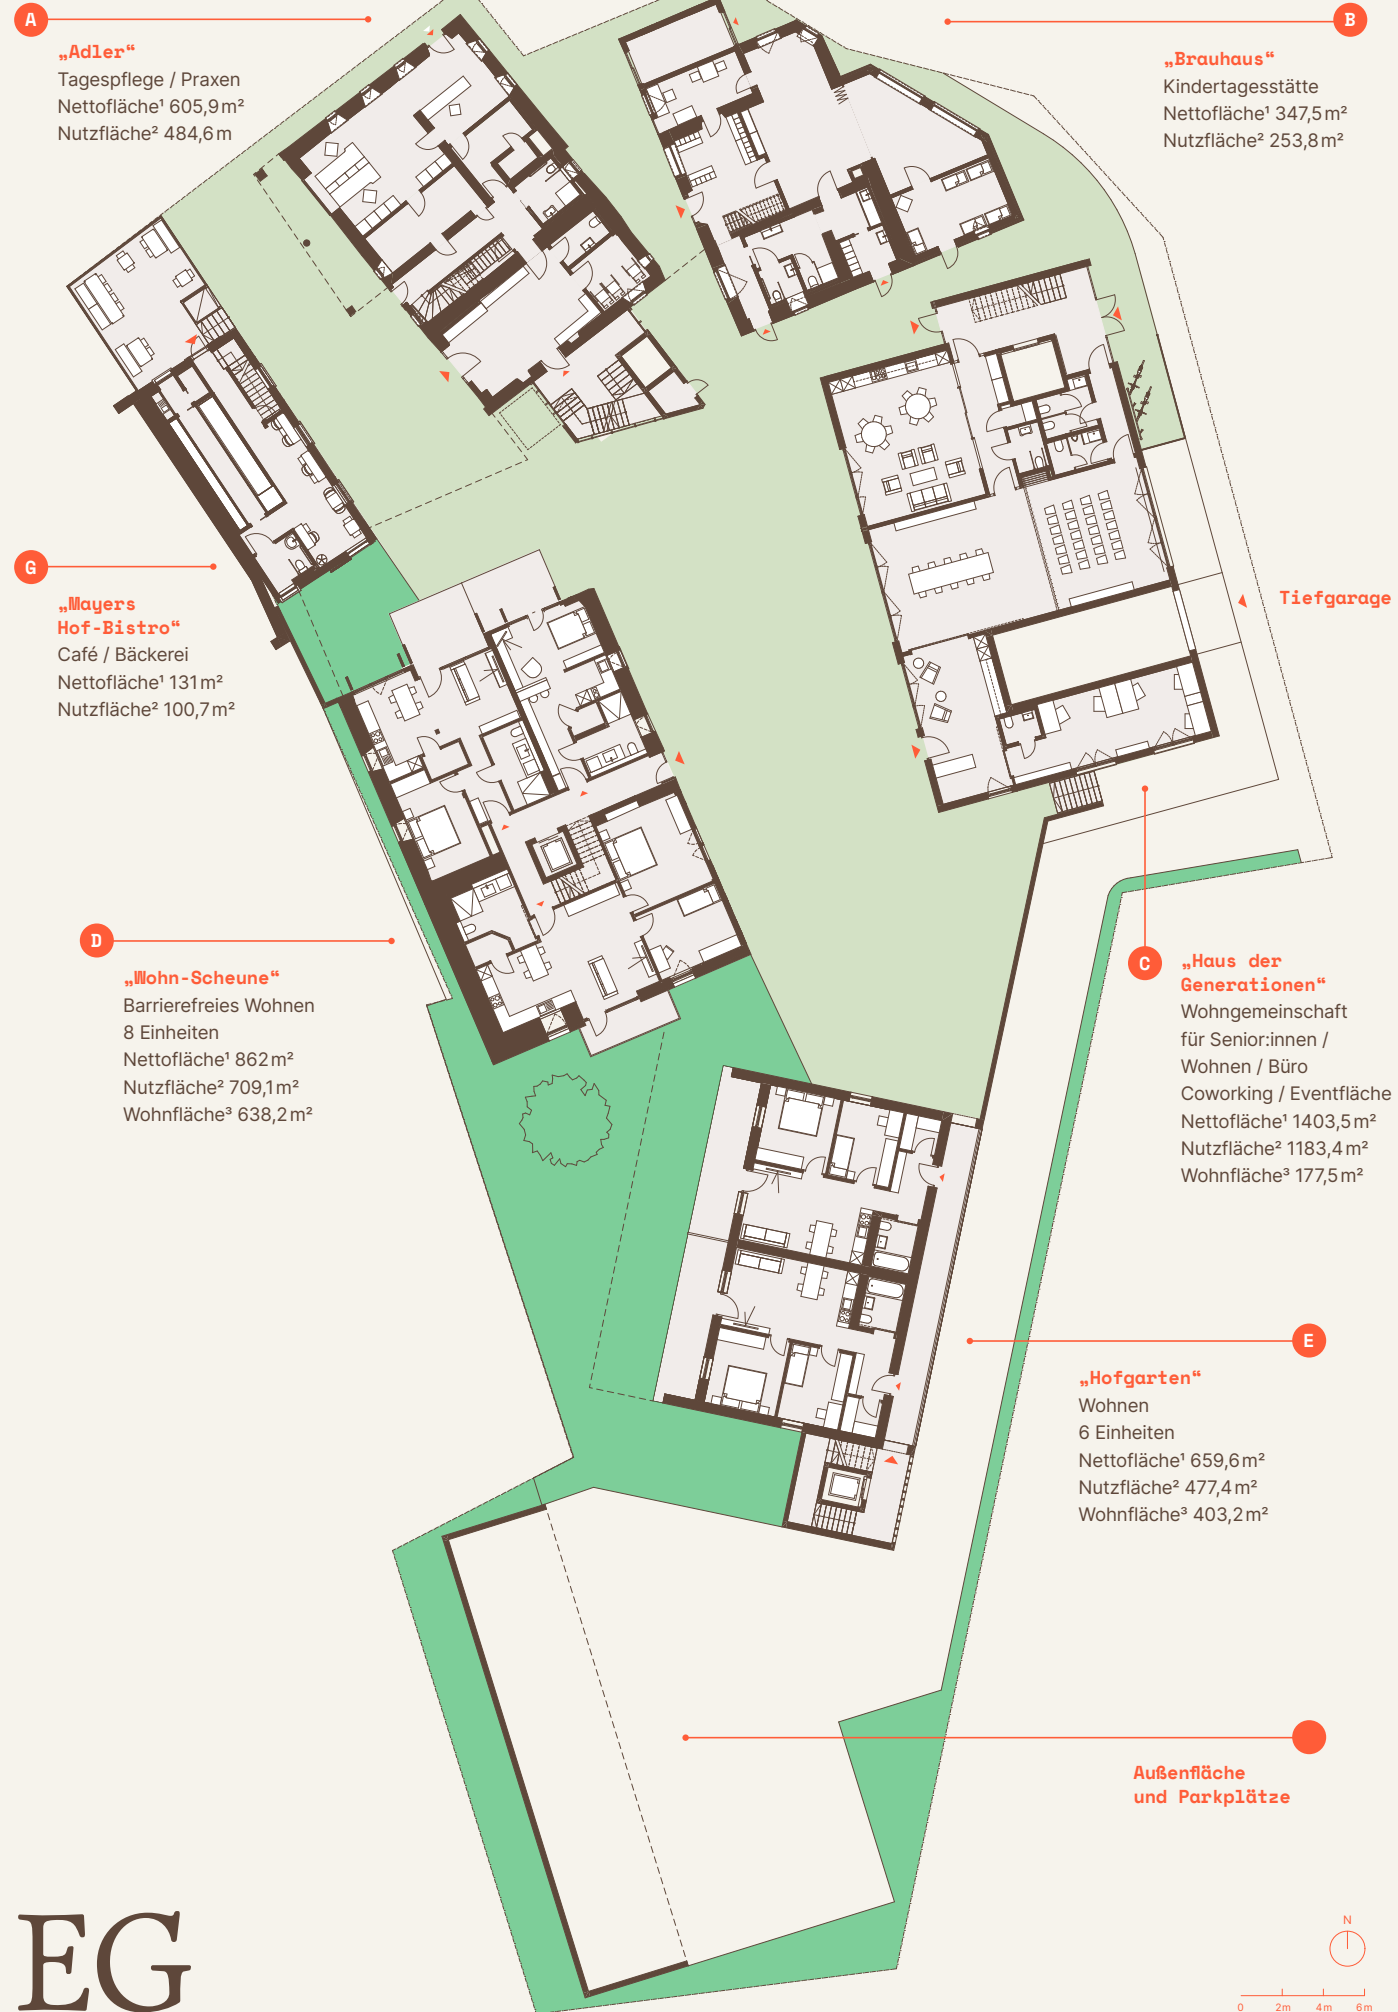 A
„Adler“
Tagespflege / Praxen
Nettofläche¹ 605,9 m²
Nutzfläche² 484,6 m
B
„Brauhaus“
Kindertagesstätte
Nettofläche¹ 347,5 m²
Nutzfläche² 253,8 m²
G
„Mayers
Hof-Bistro“
Café / Bäckerei
Nettofläche¹ 131 m²
Nutzfläche² 100,7 m²
Tiefgarage
D
„Wohn-Scheune“
Barrierefreies Wohnen
8 Einheiten
Nettofläche¹ 862 m²
Nutzfläche² 709,1 m²
Wohnfläche³ 638,2 m²
C
„Haus der
Generationen“
Wohngemeinschaft
für Senior:innen /
Wohnen / Büro
Coworking / Eventfläche
Nettofläche¹ 1403,5 m²
Nutzfläche² 1183,4 m²
Wohnfläche³ 177,5 m²
E
„Hofgarten“
Wohnen
6 Einheiten
Nettofläche¹ 659,6 m²
Nutzfläche² 477,4 m²
Wohnfläche³ 403,2 m²
Außenfläche
und Parkplätze
EG
N
0 2m 4m 6m